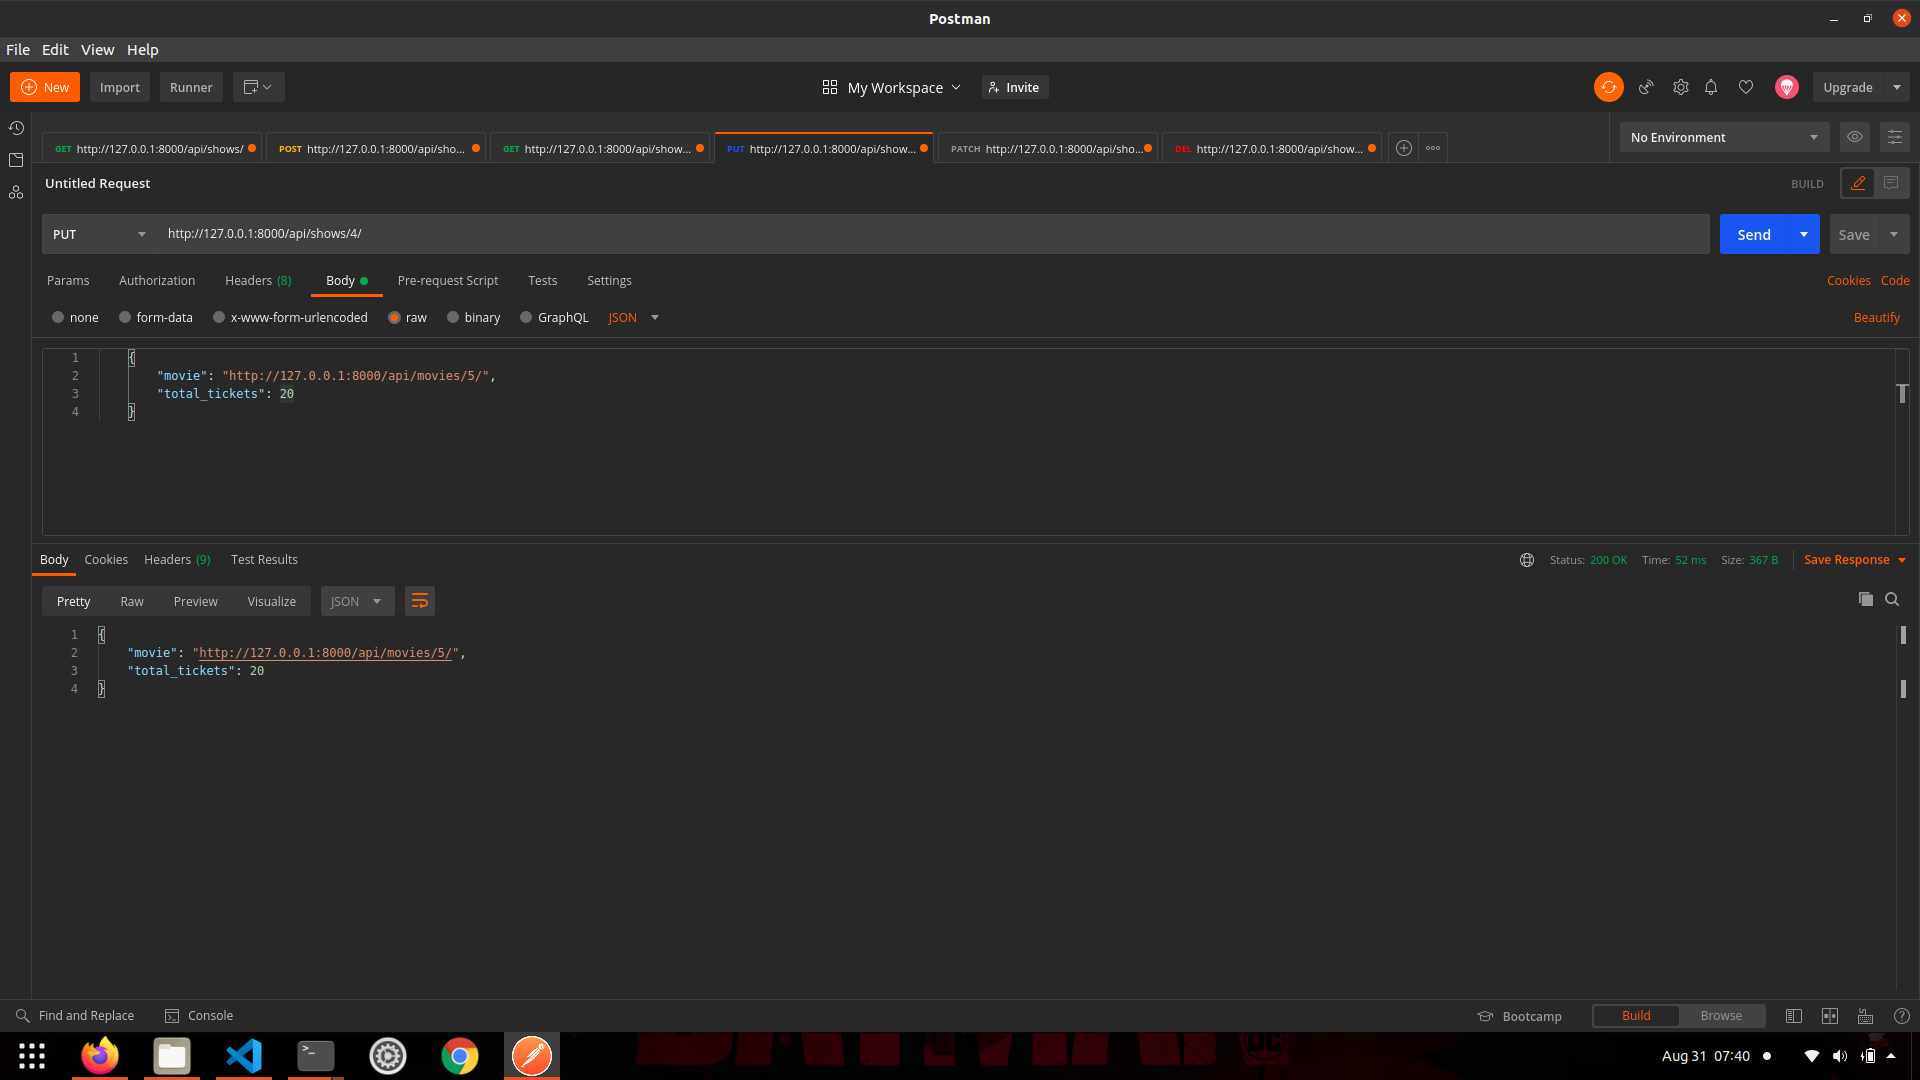 Postman
File Edit View Help
New Import Runner My Workspace Invite Upgrade
GET http://127.0.0.1:8000/api/shows/ POST http://127.0.0.1:8000/api/sho... GET http://127.0.0.1:8000/api/show... PUT http://127.0.0.1:8000/api/show... PATCH http://127.0.0.1:8000/api/sho... DEL http://127.0.0.1:8000/api/show... No Environment
Untitled Request BUILD
PUT http://127.0.0.1:8000/api/shows/4/ Send Save
Params Authorization Headers (8) Body Pre-request Script Tests Settings Cookies Code
none form-data x-www-form-urlencoded raw binary GraphQL JSON Beautify
1 {
2 "movie": "http://127.0.0.1:8000/api/movies/5/",
3 "total_tickets": 20
4 }
Body Cookies Headers (9) Test Results Status: 200 OK Time: 52 ms Size: 367 B Save Response
Pretty Raw Preview Visualize JSON
1 {
2 "movie": "http://127.0.0.1:8000/api/movies/5/",
3 "total_tickets": 20
4 }
Find and Replace Console Bootcamp Build Browse
DC
Aug 31 07:40